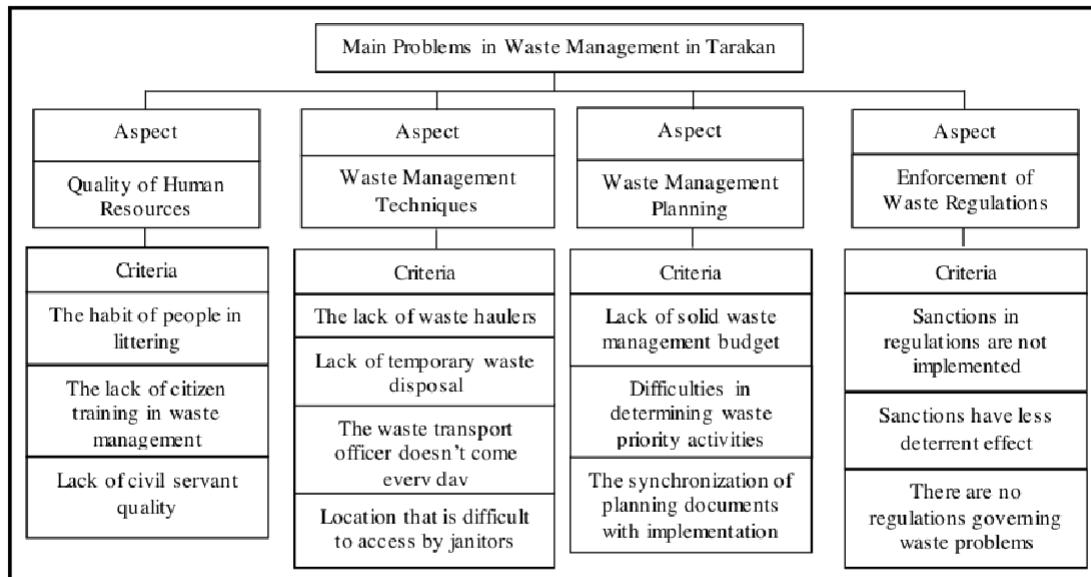 Main Problems in Waste Management in Tarakan
Aspect
Quality of Human
Resources
Criteria
The habit of people in
littering
The lack of citizen
training in waste
management
Lack of civil servant
quality
Aspect
Waste Management
Techniques
Criteria
The lack of waste haulers
Lack of temporary waste
disposal
The waste transport
officer doesn't come
every day
Location that is difficult
to access by janitors
Aspect
Waste Management
Planning
Criteria
Lack of solid waste
management budget
Difficulties in
determining waste
priority activities
The synchronization of
planning documents
with implementation
Aspect
Enforcement of
Waste Regulations
Criteria
Sanctions in
regulations are not
implemented
Sanctions have less
deterrent effect
There are no
regulations governing
waste problems